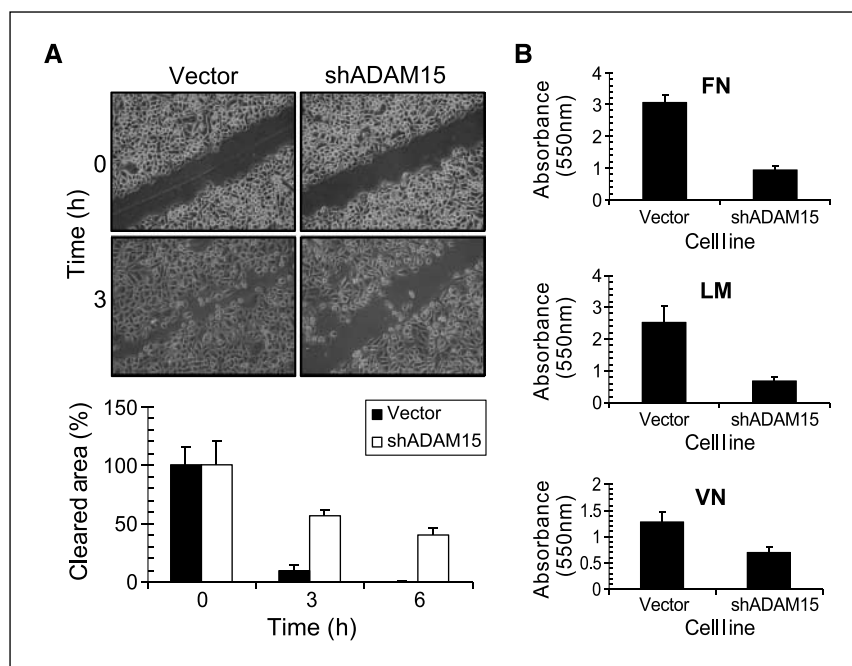 A
Vector shADAM15
Time (h)
0
3
Cleared area (%)
150
100
50
0
Vector
shADAM15
0 3 6
Time (h)
B
FN
Absorbance
(550nm)
4
3
2
1
0
Vector shADAM15
Cellline
LM
Absorbance
(550nm)
4
3
2
1
0
Vector shADAM15
Cellline
VN
Absorbance
(550nm)
2
1.5
1
0.5
0
Vector shADAM15
Cellline